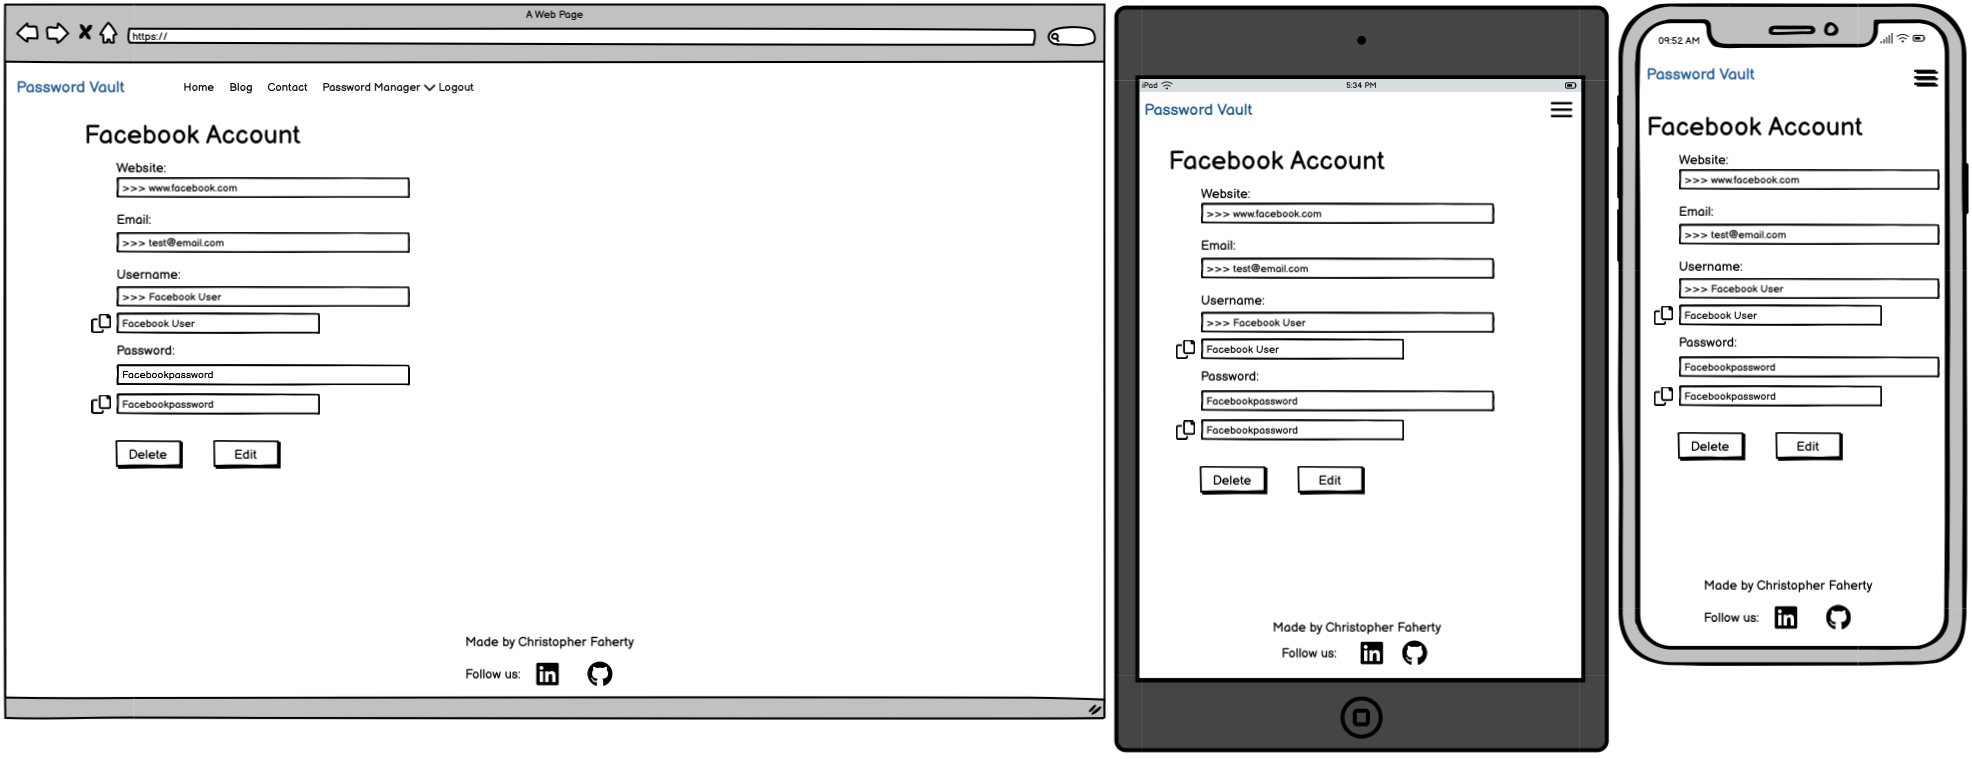 A Web Page
https://
Password Vault Home Blog Contact Password Manager Logout
Facebook Account
Website:
>>> www.facebook.com
Email:
>>> test@email.com
Username:
>>> Facebook User
Facebook User
Password:
Facebookpassword
Facebookpassword
Delete Edit
Made by Christopher Faherty
Follow us: in
iPad 5:34 PM
Password Vault
Facebook Account
Website:
>>> www.facebook.com
Email:
>>> test@email.com
Username:
>>> Facebook User
Facebook User
Password:
Facebookpassword
Facebookpassword
Delete Edit
Made by Christopher Faherty
Follow us: in
09:52 AM
Password Vault
Facebook Account
Website:
>>> www.facebook.com
Email:
>>> test@email.com
Username:
>>> Facebook User
Facebook User
Password:
Facebookpassword
Facebookpassword
Delete Edit
Made by Christopher Faherty
Follow us: in